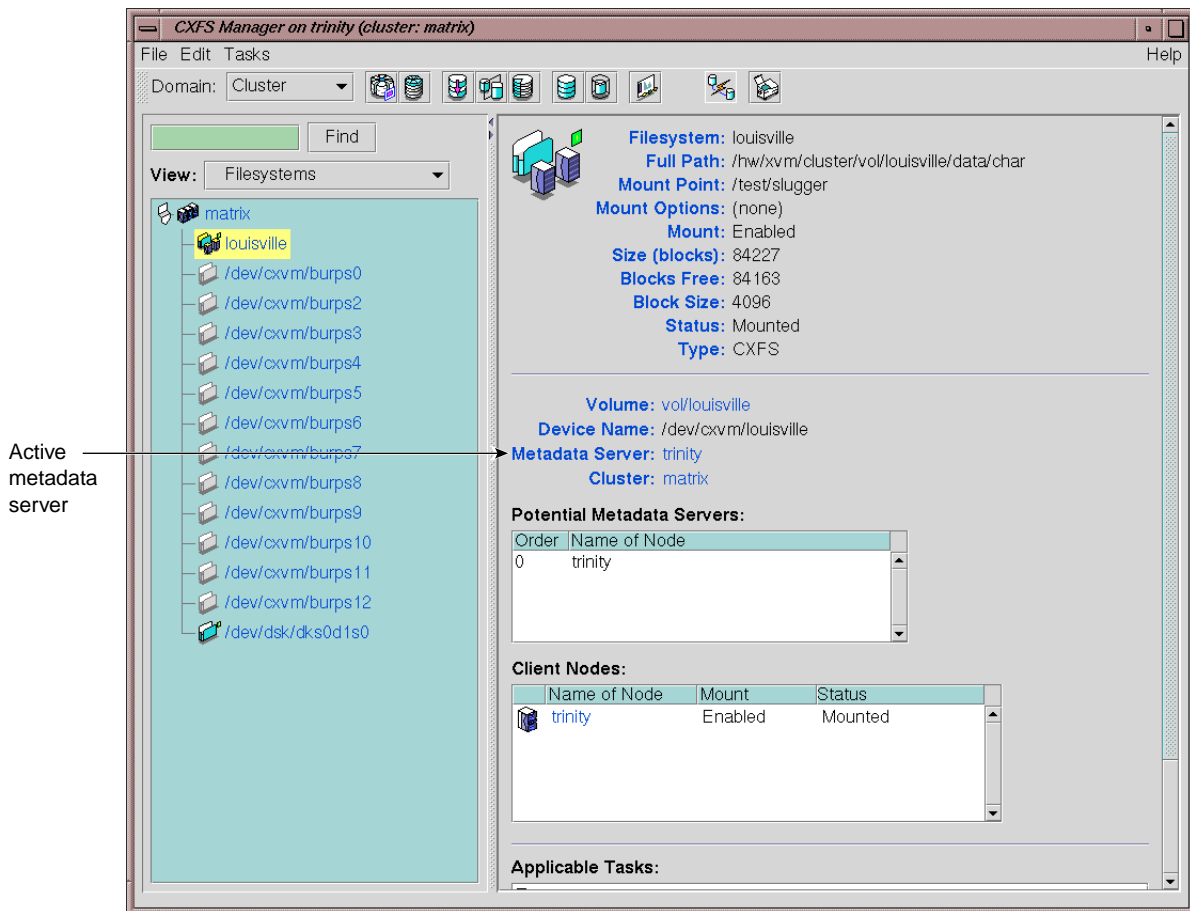 CXFS Manager on trinity (cluster: matrix)
File Edit Tasks Help
Domain: Cluster
Find
View: Filesystems
matrix
louisville
/dev/cxvm/burps0
/dev/cxvm/burps2
/dev/cxvm/burps3
/dev/cxvm/burps4
/dev/cxvm/burps5
/dev/cxvm/burps6
/dev/cxvm/burps7
/dev/cxvm/burps8
/dev/cxvm/burps9
/dev/cxvm/burps10
/dev/cxvm/burps11
/dev/cxvm/burps12
/dev/dsk/dks0d1s0
Active
metadata
server
Filesystem: louisville
Full Path: /hw/xvm/cluster/vol/louisville/data/char
Mount Point: /test/slugger
Mount Options: (none)
Mount: Enabled
Size (blocks): 84227
Blocks Free: 84163
Block Size: 4096
Status: Mounted
Type: CXFS
Volume: vol/louisville
Device Name: /dev/cxvm/louisville
Metadata Server: trinity
Cluster: matrix
Potential Metadata Servers:
Order Name of Node
0 trinity
Client Nodes:
Name of Node Mount Status
trinity Enabled Mounted
Applicable Tasks: